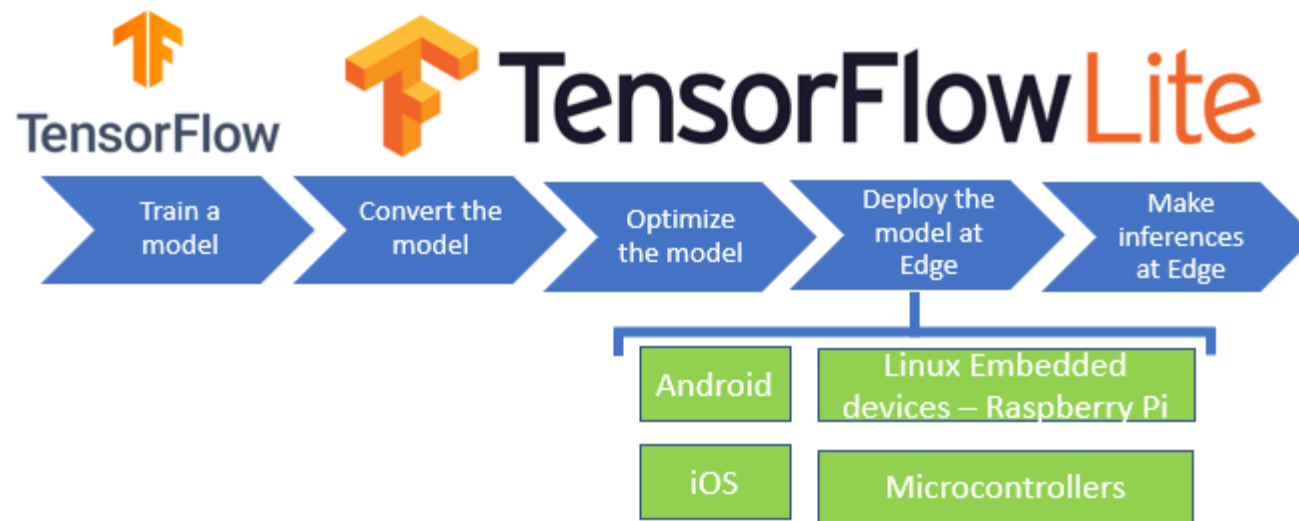 TensorFlow
TensorFlow Lite
Train a
model
Convert the
model
Optimize
the model
Deploy the
model at
Edge
Make
inferences
at Edge
Android
Linux Embedded
devices – Raspberry Pi
iOS
Microcontrollers